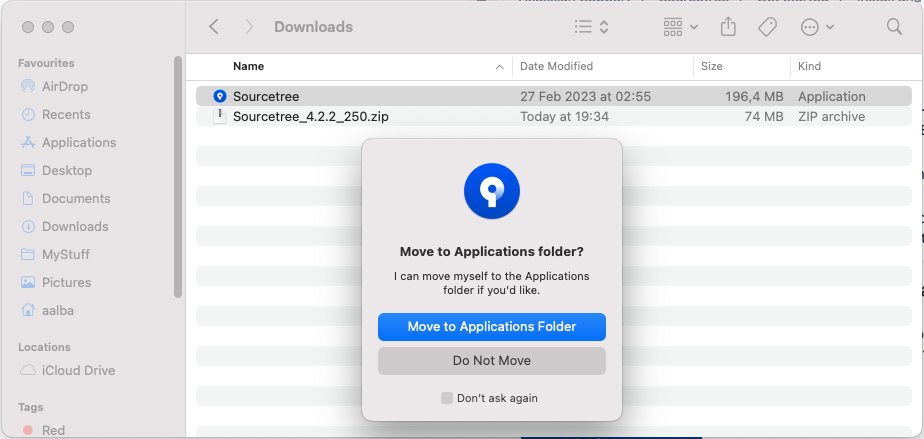 Downloads
Favourites
AirDrop
Recents
Applications
Desktop
Documents
Downloads
MyStuff
Pictures
aalba
Locations
iCloud Drive
Tags
Red
Name Date Modified Size Kind
Sourcetree 27 Feb 2023 at 02:55 196,4 MB Application
Sourcetree_4.2.2_250.zip Today at 19:34 74 MB ZIP archive
Move to Applications folder?
I can move myself to the Applications
folder if you'd like.
Move to Applications Folder
Do Not Move
Don't ask again